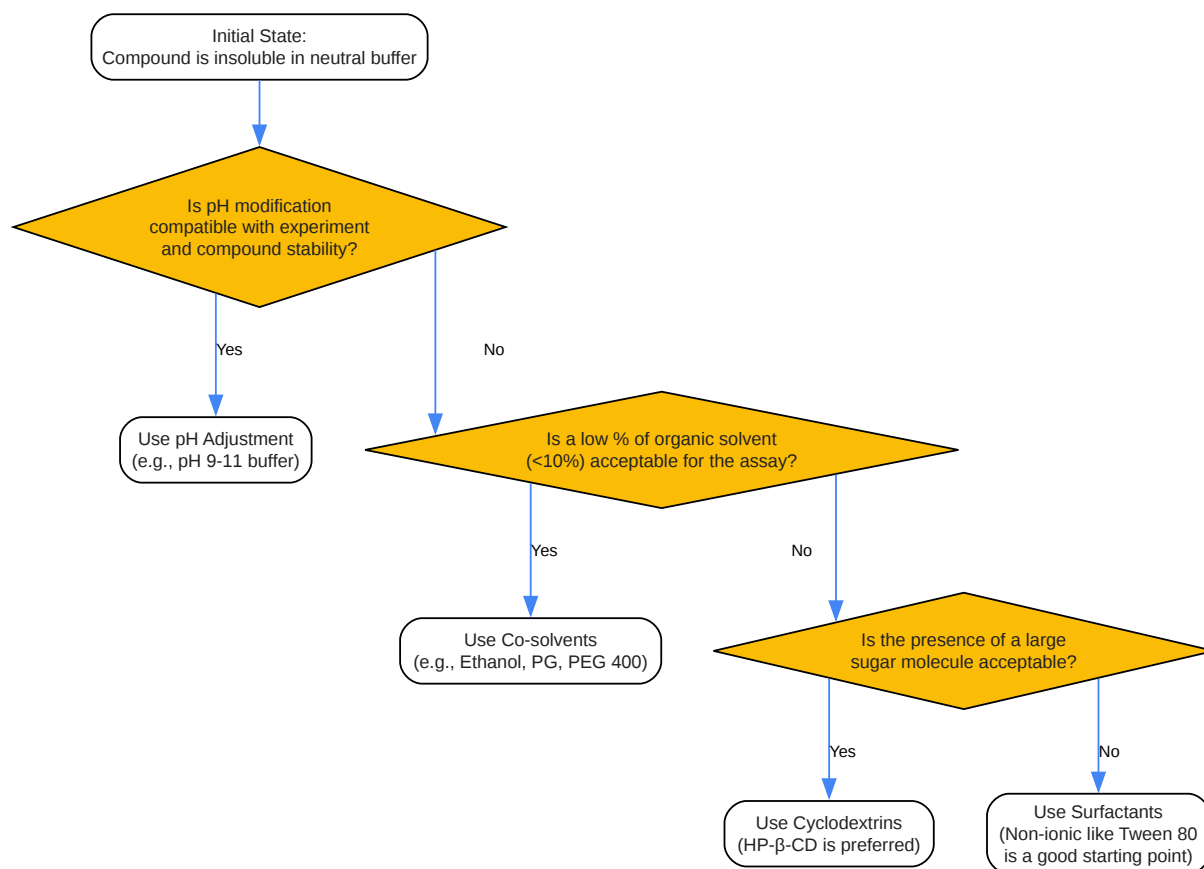 Initial State:
Compound is insoluble in neutral buffer
Is pH modification
compatible with experiment
and compound stability?
Yes
No
Use pH Adjustment
(e.g., pH 9-11 buffer)
Is a low % of organic solvent
(<10%) acceptable for the assay?
Yes
No
Use Co-solvents
(e.g., Ethanol, PG, PEG 400)
Is the presence of a large
sugar molecule acceptable?
Yes
No
Use Cyclodextrins
(HP-β-CD is preferred)
Use Surfactants
(Non-ionic like Tween 80
is a good starting point)